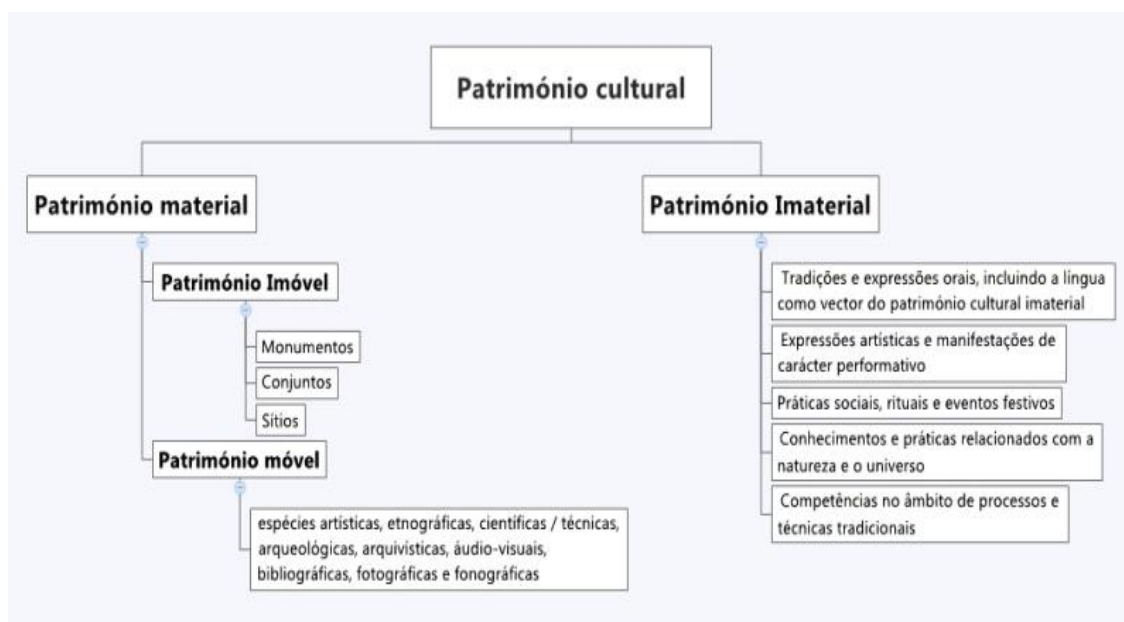 Património cultural
Património material
Património Imóvel
Monumentos
Conjuntos
Sítios
Património móvel
espécies artísticas, etnográficas, científicas / técnicas,
arqueológicas, arquivísticas, áudio-visuais,
bibliográficas, fotográficas e fonográficas
Património Imaterial
Tradições e expressões orais, incluindo a língua
como vector do património cultural imaterial
Expressões artísticas e manifestações de
carácter performativo
Práticas sociais, rituais e eventos festivos
Conhecimentos e práticas relacionados com a
natureza e o universo
Competências no âmbito de processos e
técnicas tradicionais